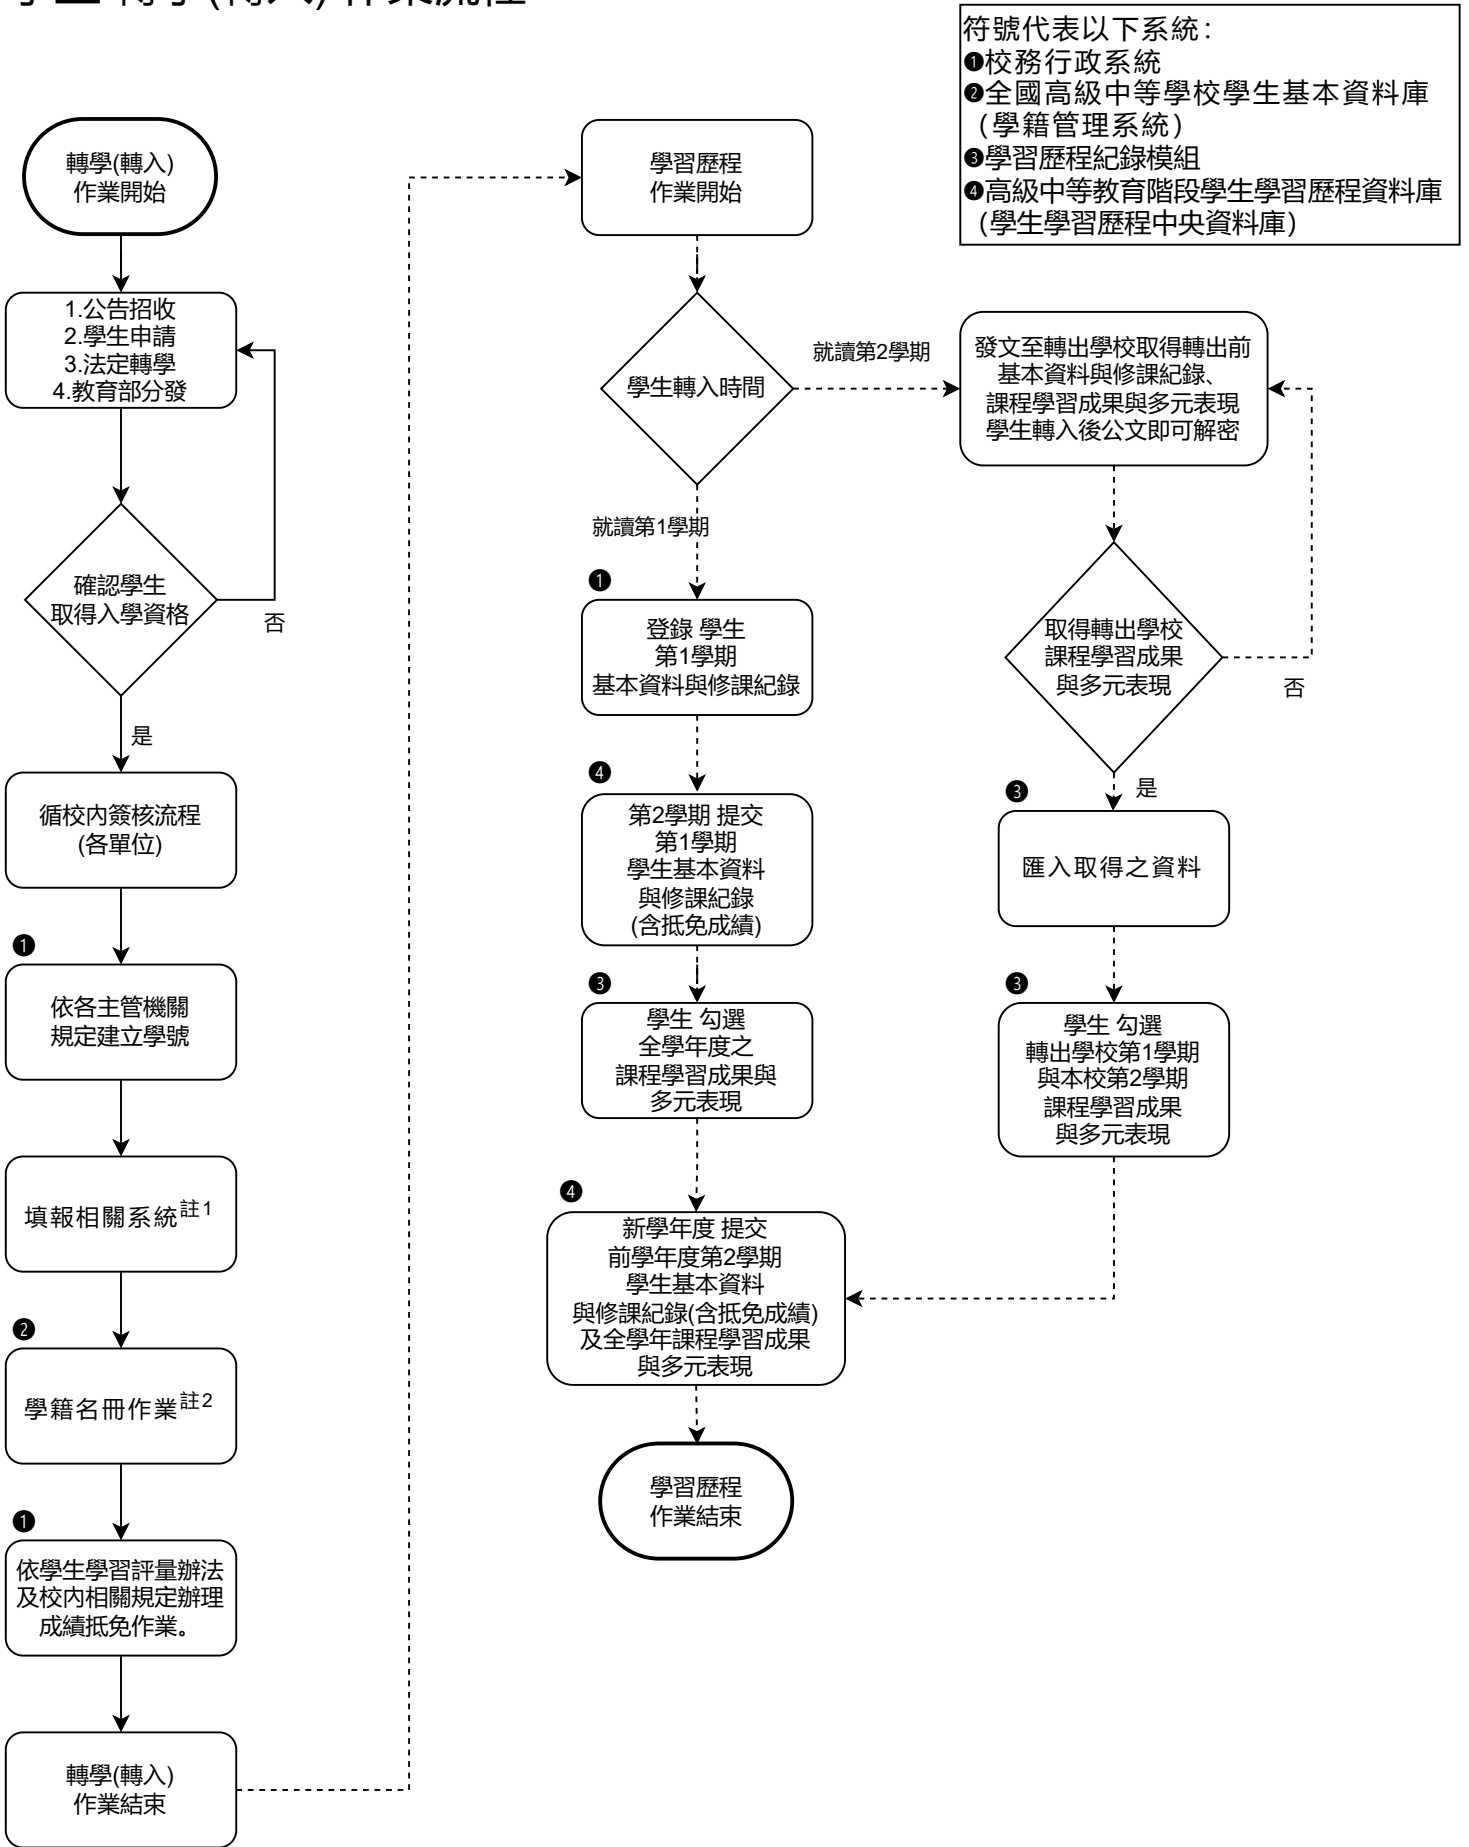 轉學(轉入)作業流程
符號代表以下系統：
❶校務行政系統
❷全國高級中等學校學生基本資料庫
（學籍管理系統）
❸學習歷程紀錄模組
❹高級中等教育階段學生學習歷程資料庫
（學生學習歷程中央資料庫）
轉學(轉入)
作業開始
1.公告招收
2.學生申請
3.法定轉學
4.教育部分發
確認學生
取得入學資格
否
是
循校內簽核流程
(各單位)
❶
依各主管機關
規定建立學號
填報相關系統註1
❷
學籍名冊作業註2
❶
依學生學習評量辦法
及校內相關規定辦理
成績抵免作業。
轉學(轉入)
作業結束
學習歷程
作業開始
學生轉入時間
就讀第2學期
就讀第1學期
❶
登錄 學生
第1學期
基本資料與修課紀錄
❹
第2學期 提交
第1學期
學生基本資料
與修課紀錄
(含抵免成績)
❸
學生 勾選
全學年度之
課程學習成果與
多元表現
❹
新學年度 提交
前學年度第2學期
學生基本資料
與修課紀錄(含抵免成績)
及全學年課程學習成果
與多元表現
學習歷程
作業結束
發文至轉出學校取得轉出前
基本資料與修課紀錄、
課程學習成果與多元表現
學生轉入後公文即可解密
取得轉出學校
課程學習成果
與多元表現
否
是
❸
匯入取得之資料
❸
學生 勾選
轉出學校第1學期
與本校第2學期
課程學習成果
與多元表現